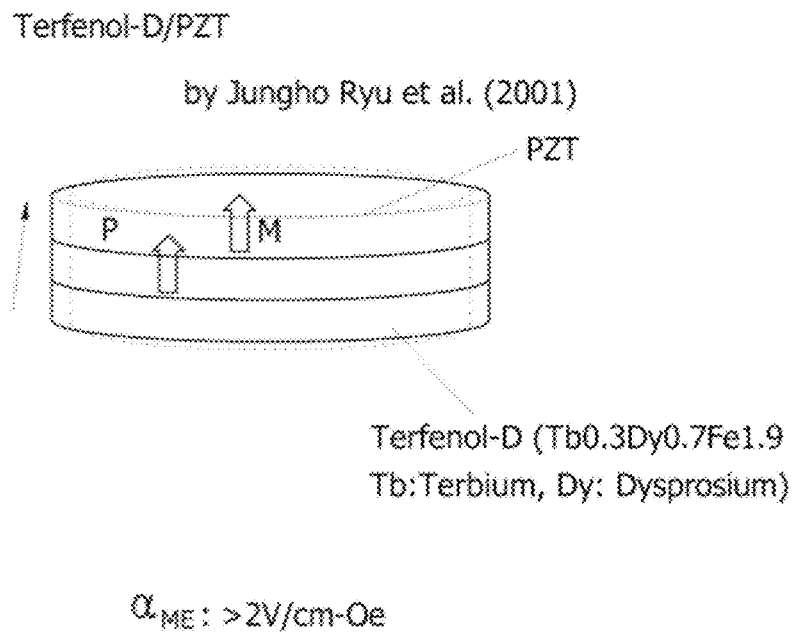 Terfenol-D/PZT
by Jungho Ryu et al. (2001)
PZT
P
M
Terfenol-D (Tb0.3Dy0.7Fe1.9
Tb:Terbium, Dy: Dysprosium)
αME: >2V/cm-Oe